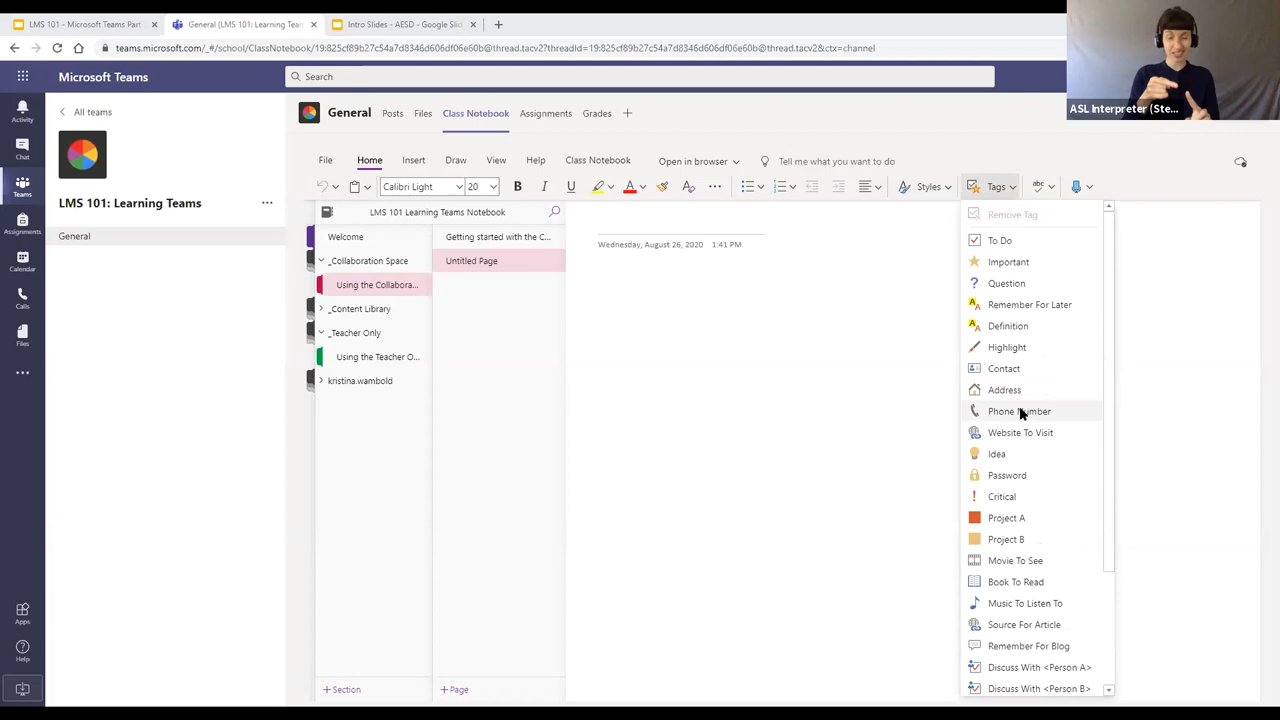 LMS 101 - Microsoft Teams Part
General (LMS 101: Learning Team
Intro Slides - AESD - Google Slid
teams.microsoft.com/_#/school/ClassNotebook/19:825cf89b27c54a7d8346d606df06e60b@thread.tacv2?threadId=19:825cf89b27c54a7d8346d606df06e60b@thread.tacv2&ctx=channel
Microsoft Teams
Search
ASL Interpreter (Ste...
Activity
Chat
Teams
Assignments
Calendar
Calls
Files
Apps
Help
All teams
LMS 101: Learning Teams
General
General Posts Files Class Notebook Assignments Grades
File Home Insert Draw View Help Class Notebook Open in browser Tell me what you want to do
Calibri Light 20 B I U A Styles Tags abc
LMS 101 Learning Teams Notebook
Welcome
_Collaboration Space
Using the Collabora...
_Content Library
_Teacher Only
Using the Teacher O...
kristina.wambold
+ Section
Getting started with the C...
Untitled Page
+ Page
Wednesday, August 26, 2020 1:41 PM
Remove Tag
To Do
Important
Question
Remember For Later
Definition
Highlight
Contact
Address
Phone Number
Website To Visit
Idea
Password
Critical
Project A
Project B
Movie To See
Book To Read
Music To Listen To
Source For Article
Remember For Blog
Discuss With <Person A>
Discuss With <Person B>